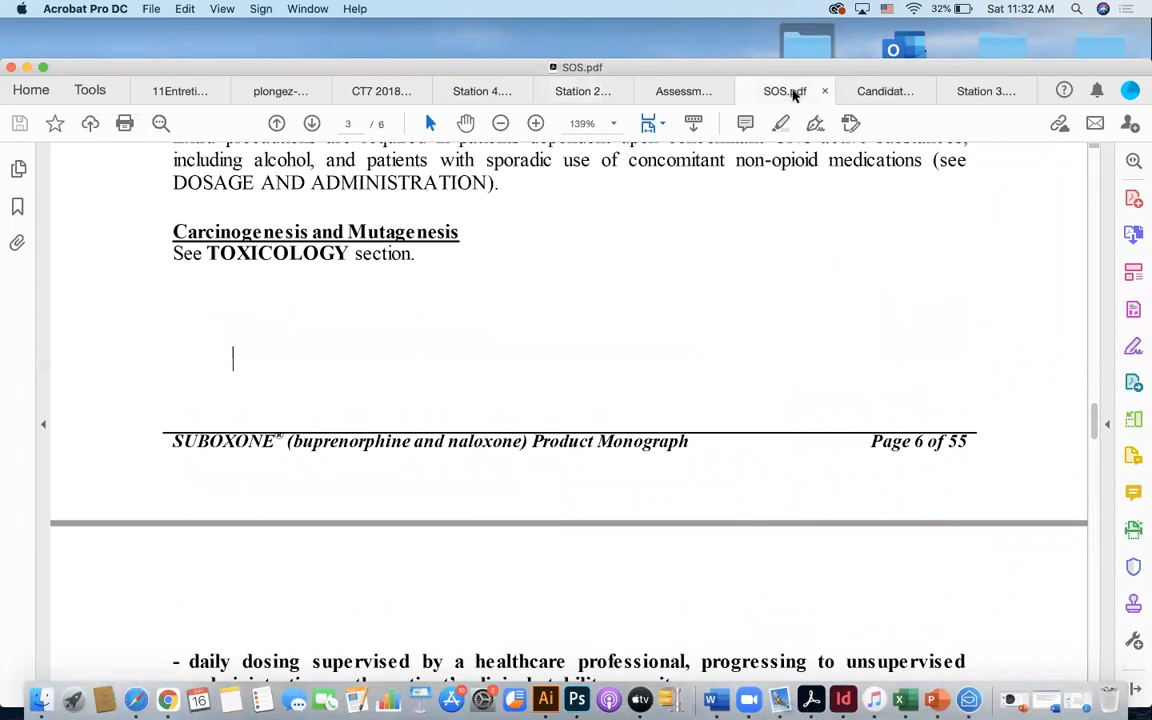 Acrobat Pro DC File Edit View Sign Window Help 32% Sat 11:32 AM
SOS.pdf
Home Tools 11Entreti... plongez-... CT7 2018... Station 4.... Station 2... Assessm... SOS.pdf × Candidat... Station 3....
3 / 6 139%
including alcohol, and patients with sporadic use of concomitant non-opioid medications (see
DOSAGE AND ADMINISTRATION).
Carcinogenesis and Mutagenesis
See TOXICOLOGY section.
SUBOXONE® (buprenorphine and naloxone) Product Monograph Page 6 of 55
- daily dosing supervised by a healthcare professional, progressing to unsupervised
16